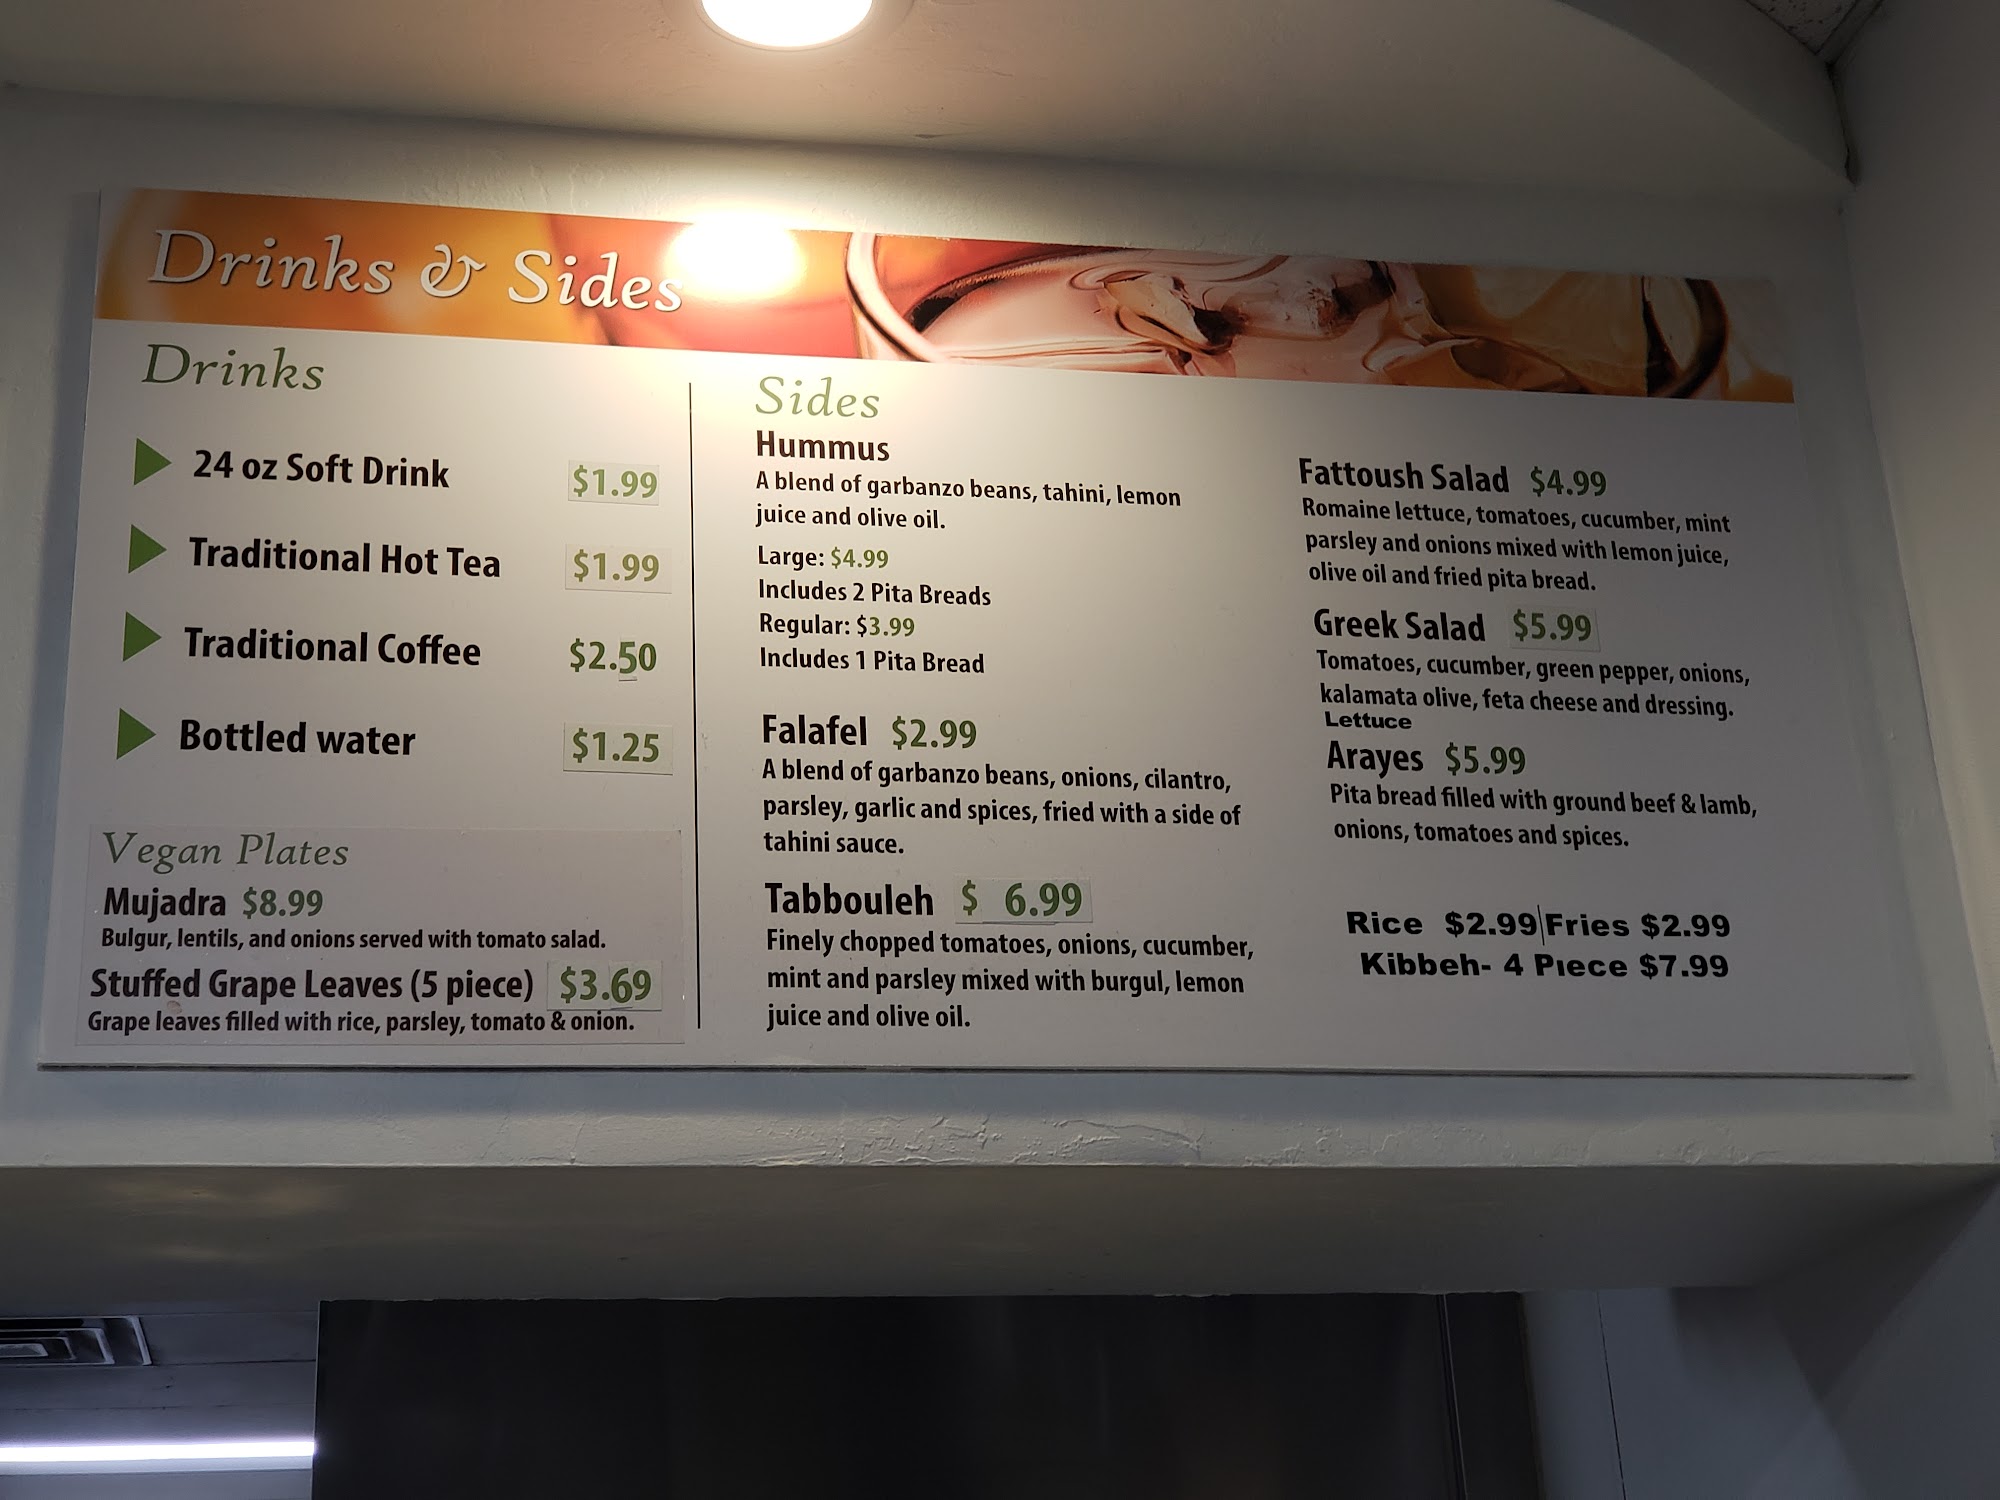 Drinks & Sides
Drinks
24 oz Soft Drink $1.99
Traditional Hot Tea $1.99
Traditional Coffee $2.50
Bottled water $1.25
Vegan Plates
Mujadra $8.99
Bulgur, lentils, and onions served with tomato salad.
Stuffed Grape Leaves (5 piece) $3.69
Grape leaves filled with rice, parsley, tomato & onion.
Sides
Hummus
A blend of garbanzo beans, tahini, lemon
juice and olive oil.
Large: $4.99
Includes 2 Pita Breads
Regular: $3.99
Includes 1 Pita Bread
Falafel $2.99
A blend of garbanzo beans, onions, cilantro,
parsley, garlic and spices, fried with a side of
tahini sauce.
Tabbouleh $ 6.99
Finely chopped tomatoes, onions, cucumber,
mint and parsley mixed with burgul, lemon
juice and olive oil.
Fattoush Salad $4.99
Romaine lettuce, tomatoes, cucumber, mint
parsley and onions mixed with lemon juice,
olive oil and fried pita bread.
Greek Salad $5.99
Tomatoes, cucumber, green pepper, onions,
kalamata olive, feta cheese and dressing.
Lettuce
Arayes $5.99
Pita bread filled with ground beef & lamb,
onions, tomatoes and spices.
Rice $2.99 Fries $2.99
Kibbeh- 4 Piece $7.99